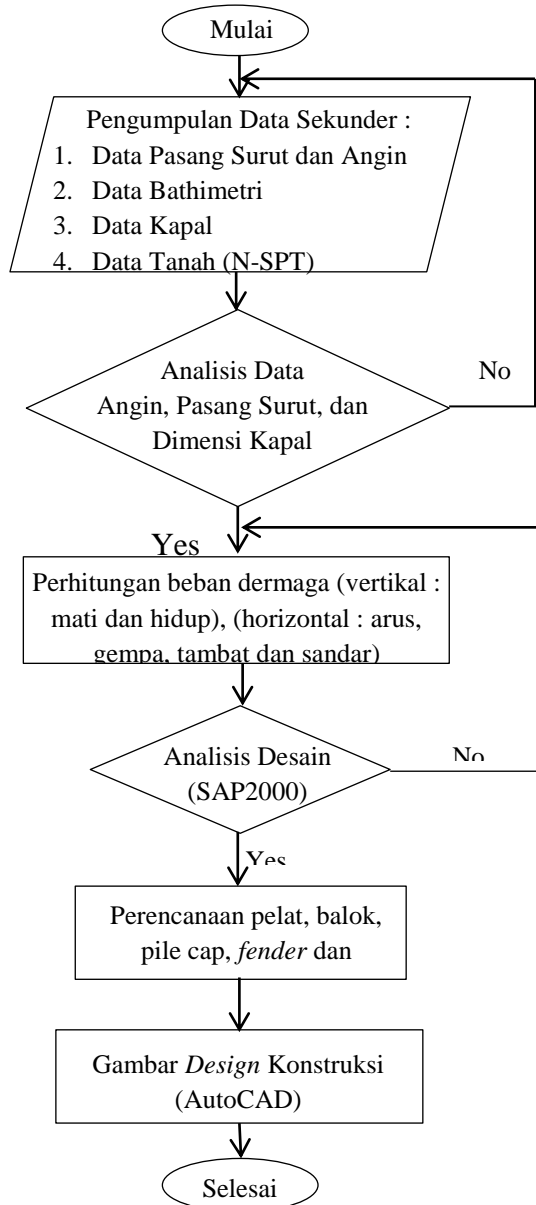 Mulai
Pengumpulan Data Sekunder :
1. Data Pasang Surut dan Angin
2. Data Bathimetri
3. Data Kapal
4. Data Tanah (N-SPT)
Analisis Data
Angin, Pasang Surut, dan
Dimensi Kapal
No
Yes
Perhitungan beban dermaga (vertikal :
mati dan hidup), (horizontal : arus,
gempa, tambat dan sandar)
Analisis Desain
(SAP2000)
No
Yes
Perencanaan pelat, balok,
pile cap, fender dan
Gambar Design Konstruksi
(AutoCAD)
Selesai